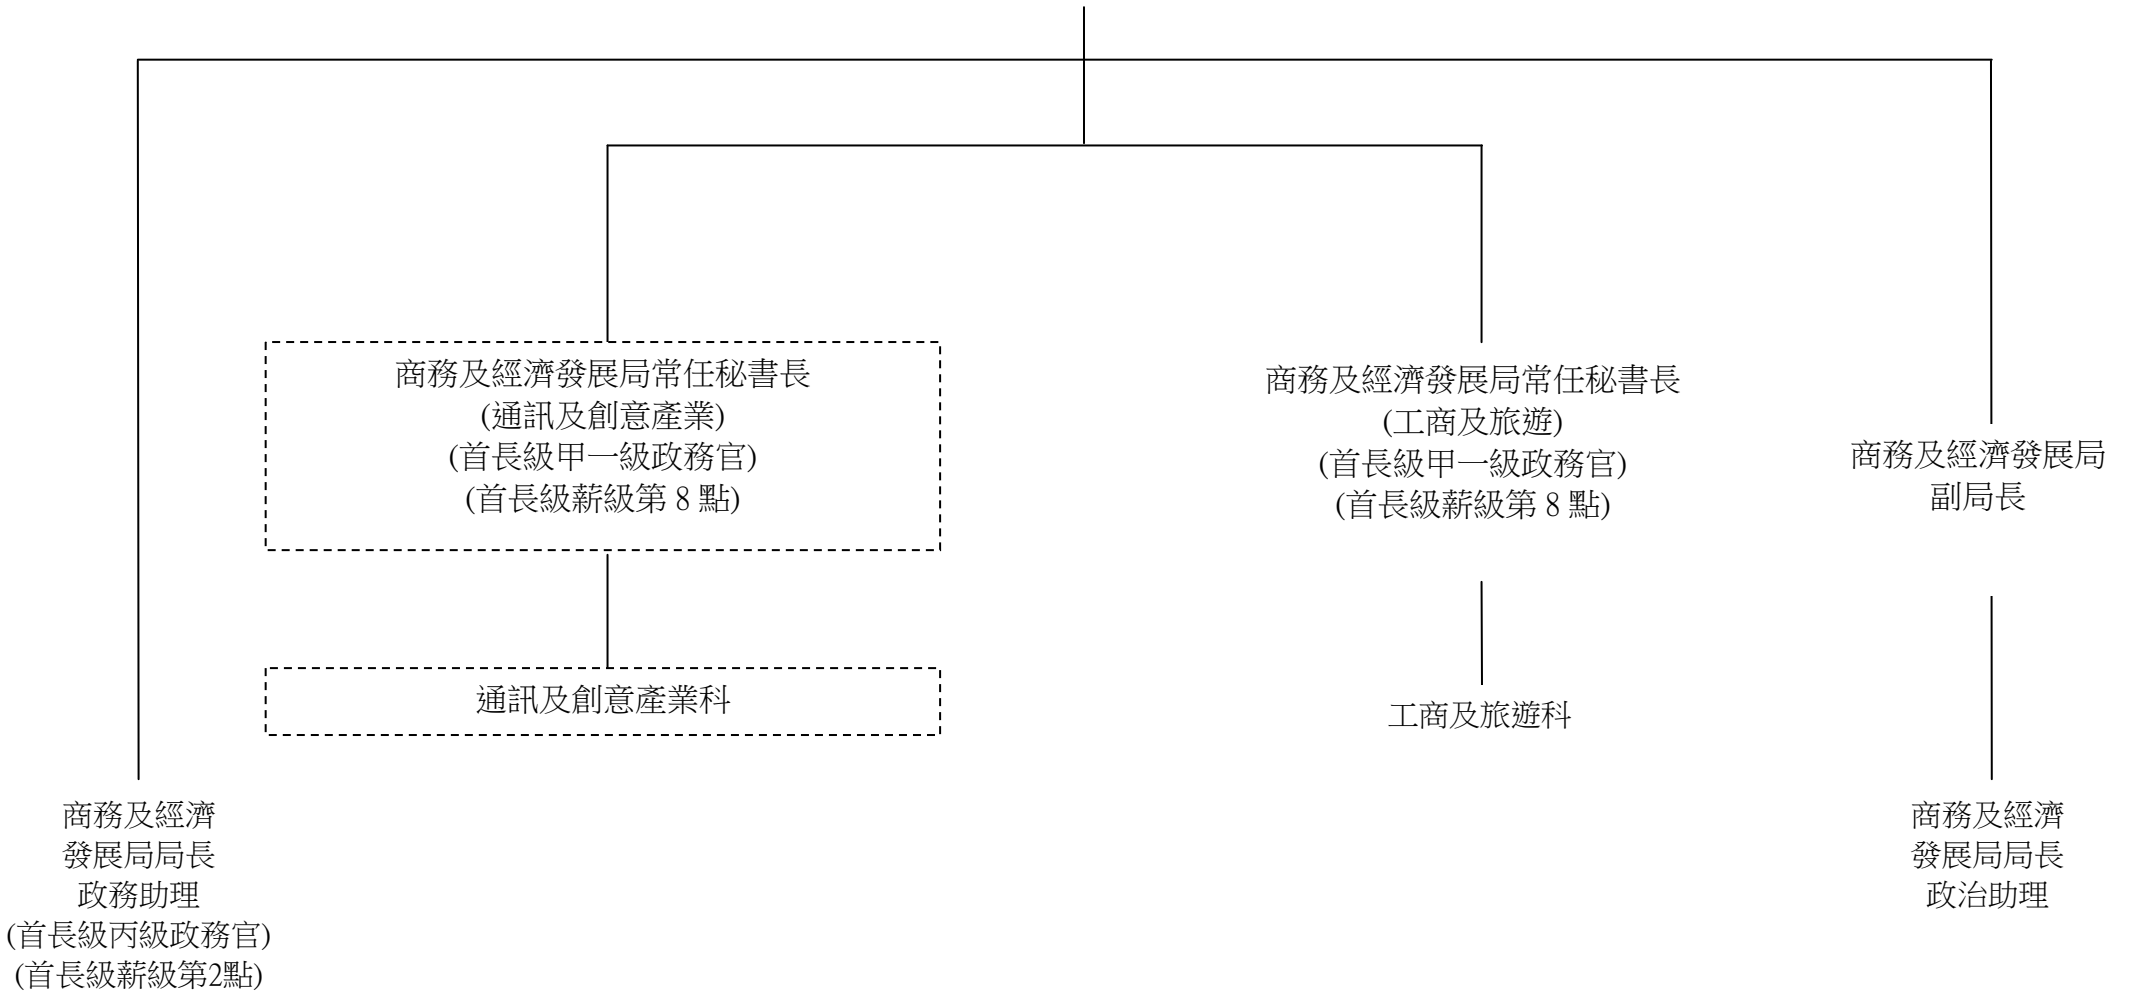 商務及經濟發展局常任秘書長
(通訊及創意產業)
(首長級甲一級政務官)
(首長級薪級第 8 點)
商務及經濟發展局常任秘書長
(工商及旅遊)
(首長級甲一級政務官)
(首長級薪級第 8 點)
商務及經濟發展局
副局長
通訊及創意產業科
工商及旅遊科
商務及經濟
發展局局長
政務助理
(首長級丙級政務官)
(首長級薪級第2點)
商務及經濟
發展局局長
政治助理